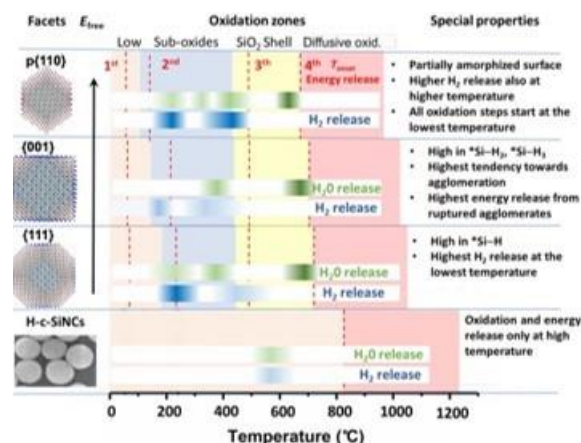 Facets E_free Oxidation zones Special properties
Low Sub-oxides SiO2 Shell Diffusive oxid.
p{110}
1st 2nd 3th 4th T_onset
Energy release
H2 release
• Partially amorphized surface
• Higher H2 release also at
higher temperature
• All oxidation steps start at the
lowest temperature
{001}
H2O release
H2 release
• High in *Si–H2, *Si–H3
• Highest tendency towards
agglomeration
• Highest energy release from
ruptured agglomerates
{111}
H2O release
H2 release
• High in *Si–H
• Highest H2 release at the
lowest temperature
H-c-SiNCs
H2O release
H2 release
Oxidation and energy
release only at high
temperature
0 200 400 600 800 1000 1200
Temperature (℃)